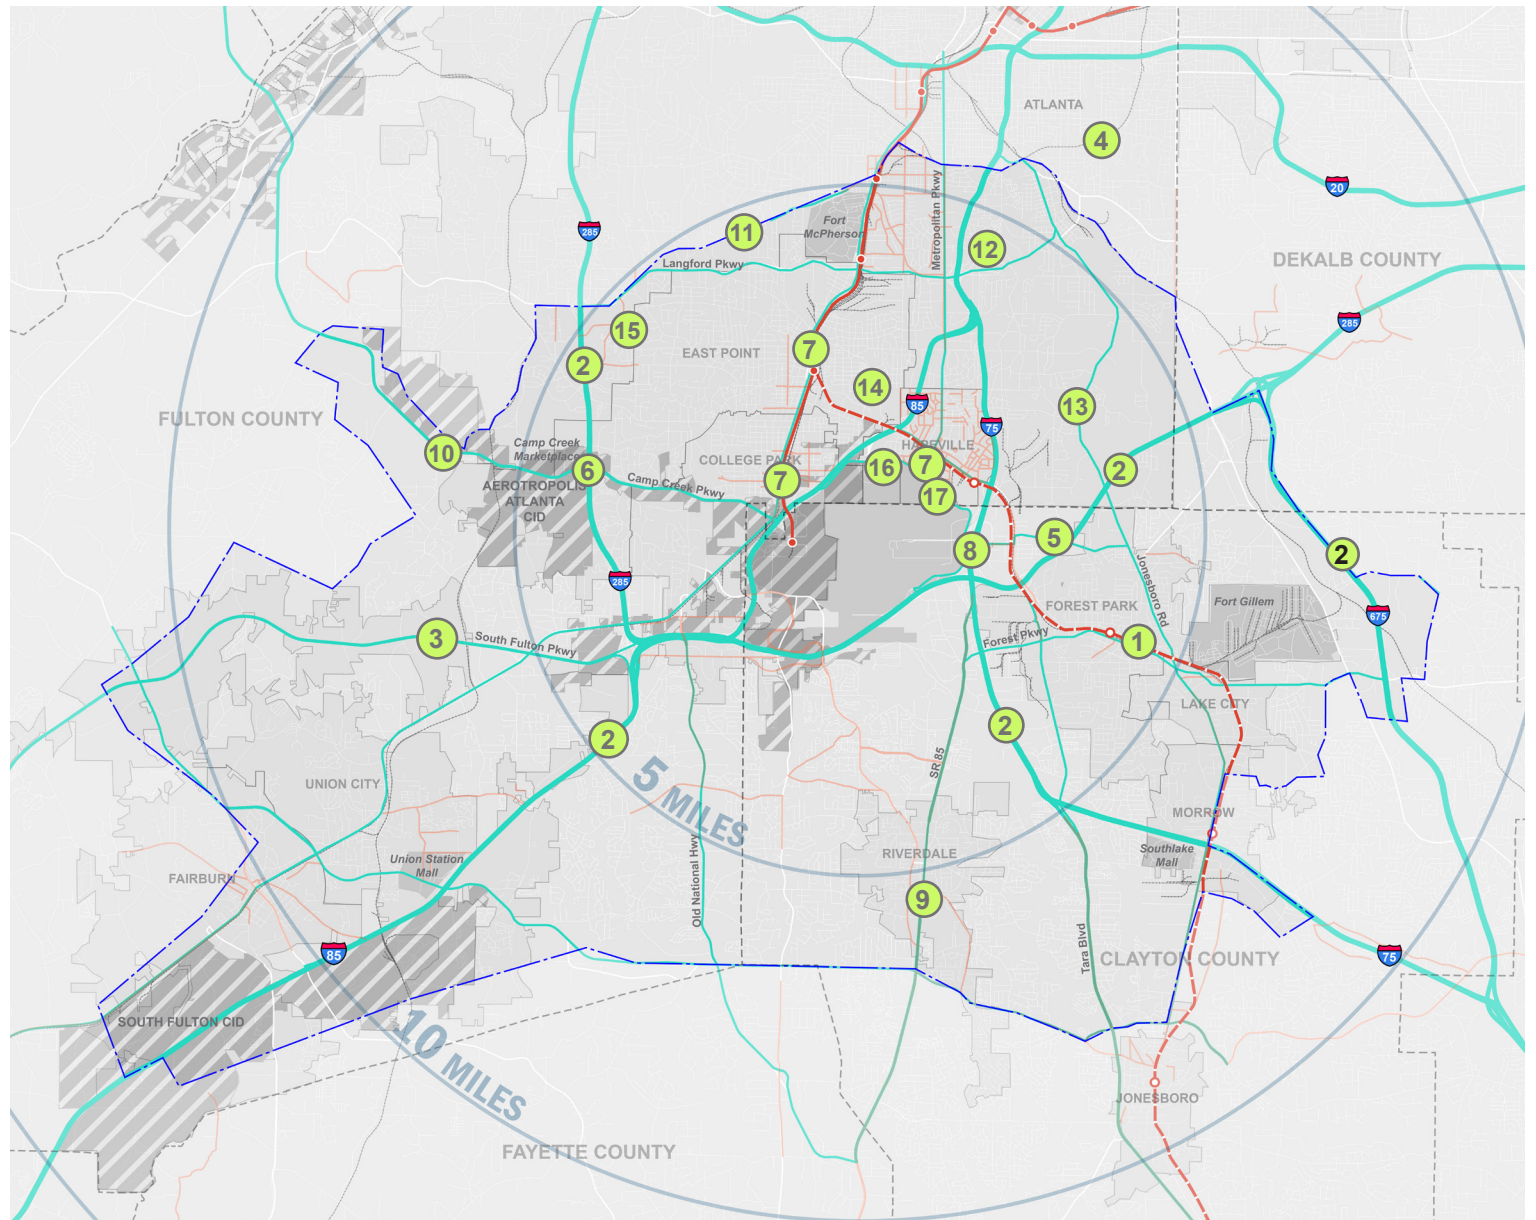 ATLANTA
4
20
Metropolitan Pkwy
285
Fort
McPherson
11
12
Langford Pkwy
DEKALB COUNTY
285
15
7
EAST POINT
2
14
85
13
FULTON COUNTY
75
10
Camp Creek
Marketplace
HAPEVILLE
COLLEGE PARK
16
7
6
2
AEROTROPOLIS
ATLANTA
CID
Camp Creek Pkwy
7
17
5
8
2
285
Jonesboro Rd
Fort Gillem
FOREST PARK
675
3
South Fulton Pkwy
Forest Pkwy
1
LAKE CITY
2
2
SR 85
5 MILES
UNION CITY
MORROW
Union Station
Mall
RIVERDALE
Southlake
Mall
FAIRBURN
Old National Hwy
9
Tara Blvd
85
CLAYTON COUNTY
75
SOUTH FULTON CID
10 MILES
JONESBORO
FAYETTE COUNTY